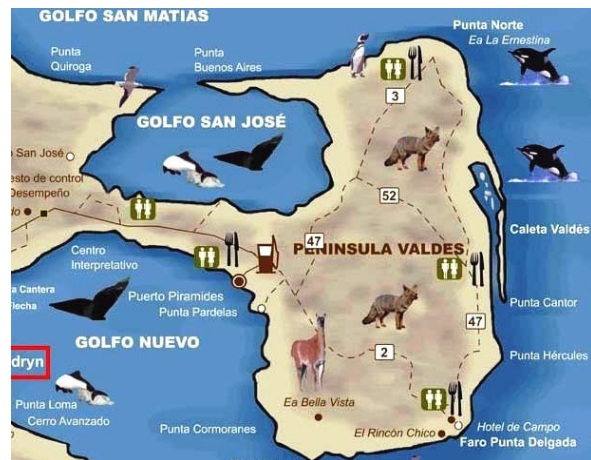 GOLFO SAN MATIAS
Punta Norte
Ea La Ernestina
Punta
Quiroga
Punta
Buenos Aires
3
GOLFO SAN JOSÉ
San José
esto de control
Desempeño
52
Caleta Valdés
47
PENINSULA VALDES
Centro
Interpretativo
a Cantera
Flecha
Puerto Piramides
Punta Pardelas
Punta Cantor
47
GOLFO NUEVO
2
Punta Hércules
dryn
Ea Bella Vista
Punta Loma
Cerro Avanzado
Punta Cormoranes
El Rincón Chico
Hotel de Campo
Faro Punta Delgada